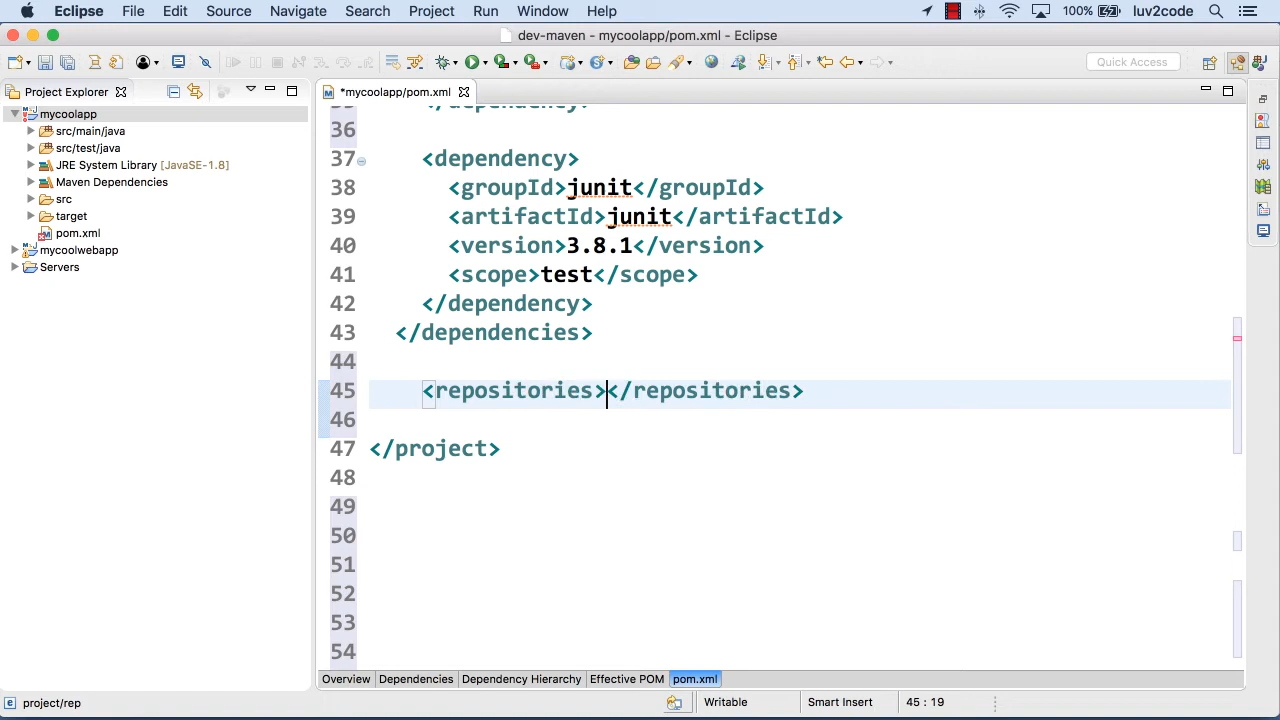 Eclipse File Edit Source Navigate Search Project Run Window Help 100% luv2code
dev-maven - mycoolapp/pom.xml - Eclipse
Quick Access
Project Explorer
*mycoolapp/pom.xml
mycoolapp
src/main/java
src/test/java
JRE System Library [JavaSE-1.8]
Maven Dependencies
src
target
pom.xml
mycoolwebapp
Servers
36
37 <dependency>
38 <groupId>junit</groupId>
39 <artifactId>junit</artifactId>
40 <version>3.8.1</version>
41 <scope>test</scope>
42 </dependency>
43 </dependencies>
44
45 <repositories></repositories>
46
47 </project>
48
49
50
51
52
53
54
Overview Dependencies Dependency Hierarchy Effective POM pom.xml
project/rep Writable Smart Insert 45 : 19